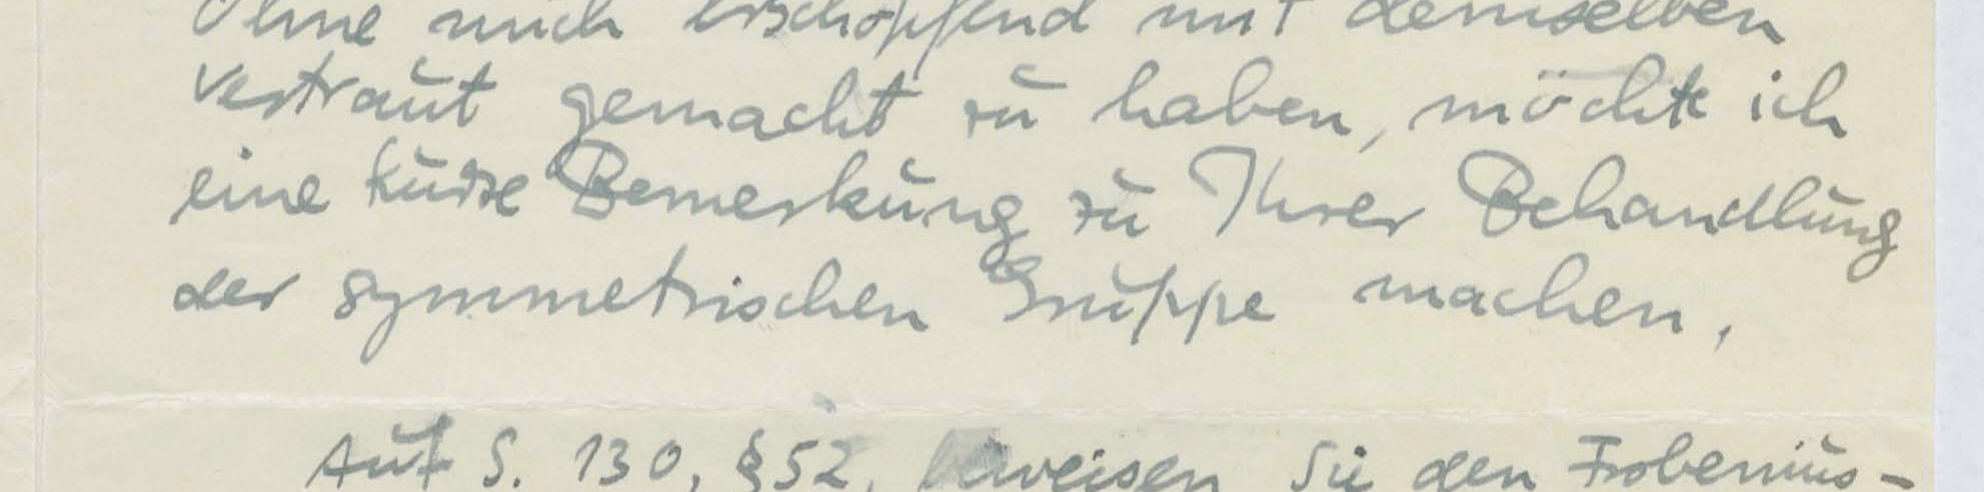 Ohne mich erschöpfend mit demselben
vertraut gemacht zu haben, möchte ich
eine kurze Bemerkung zu Ihrer Behandlung
der symmetrischen Gruppe machen.
Auf S. 130, §52, beweisen Sie den Frobenius-